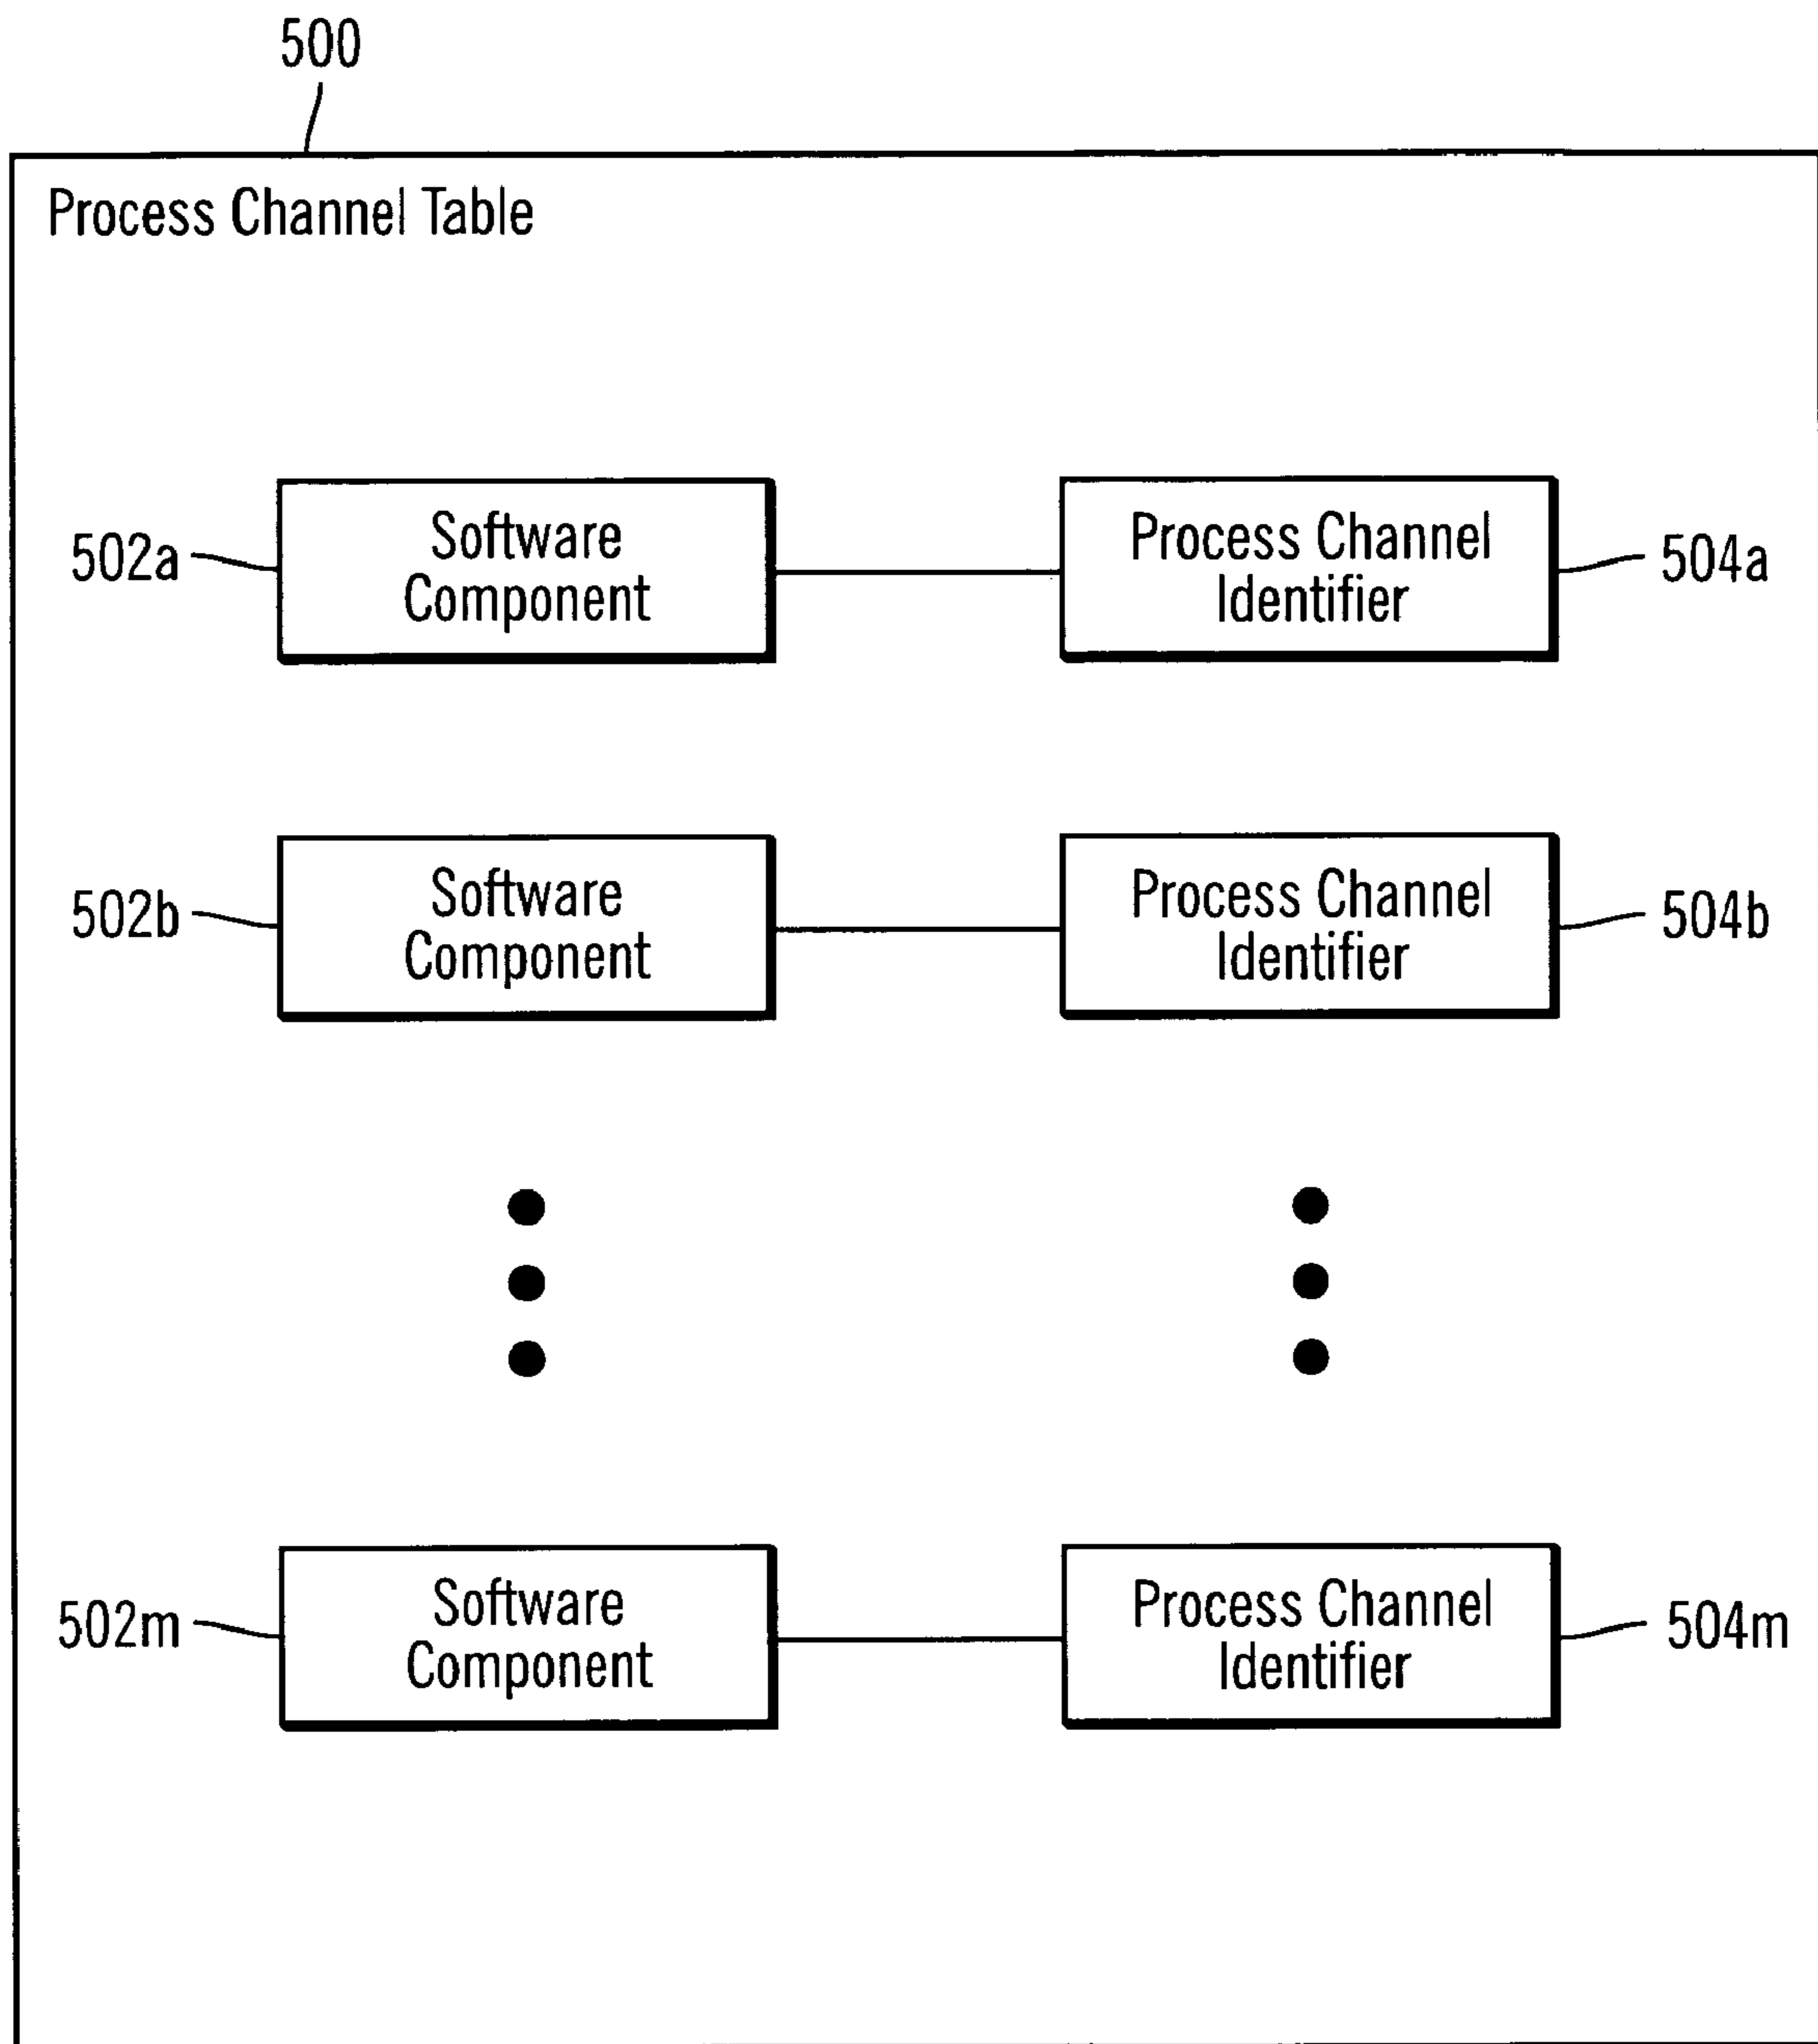 500
Process Channel Table
Software
Component
Process Channel
Identifier
502a
504a
Software
Component
Process Channel
Identifier
502b
504b
Software
Component
Process Channel
Identifier
502m
504m